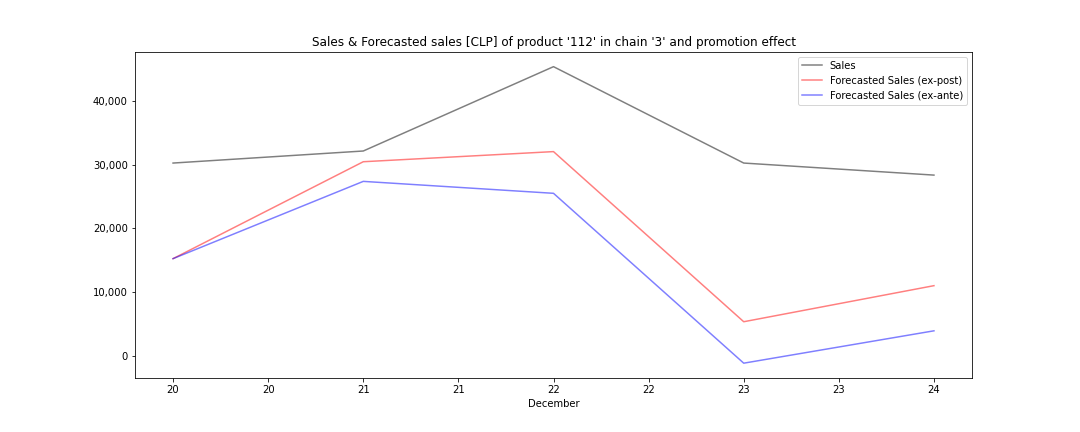 Sales & Forecasted sales [CLP] of product '112' in chain '3' and promotion effect
Sales
Forecasted Sales (ex-post)
Forecasted Sales (ex-ante)
40,000
30,000
20,000
10,000
0
20 20 21 21 22 22 23 23 24
December